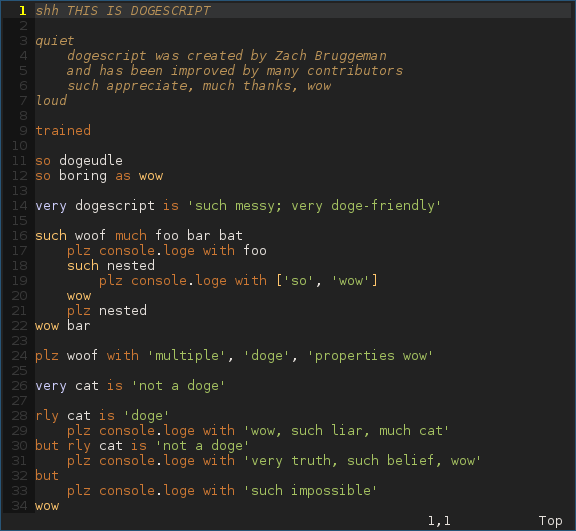 1 shh THIS IS DOGESCRIPT
2
3 quiet
4     dogescript was created by Zach Bruggeman
5     and has been improved by many contributors
6     such appreciate, much thanks, wow
7 loud
8
9 trained
10
11 so dogeudle
12 so boring as wow
13
14 very dogescript is 'such messy; very doge-friendly'
15
16 such woof much foo bar bat
17     plz console.loge with foo
18     such nested
19         plz console.loge with ['so', 'wow']
20     wow
21     plz nested
22 wow bar
23
24 plz woof with 'multiple', 'doge', 'properties wow'
25
26 very cat is 'not a doge'
27
28 rly cat is 'doge'
29     plz console.loge with 'wow, such liar, much cat'
30 but rly cat is 'not a doge'
31     plz console.loge with 'very truth, such belief, wow'
32 but
33     plz console.loge with 'such impossible'
34 wow
1,1 Top